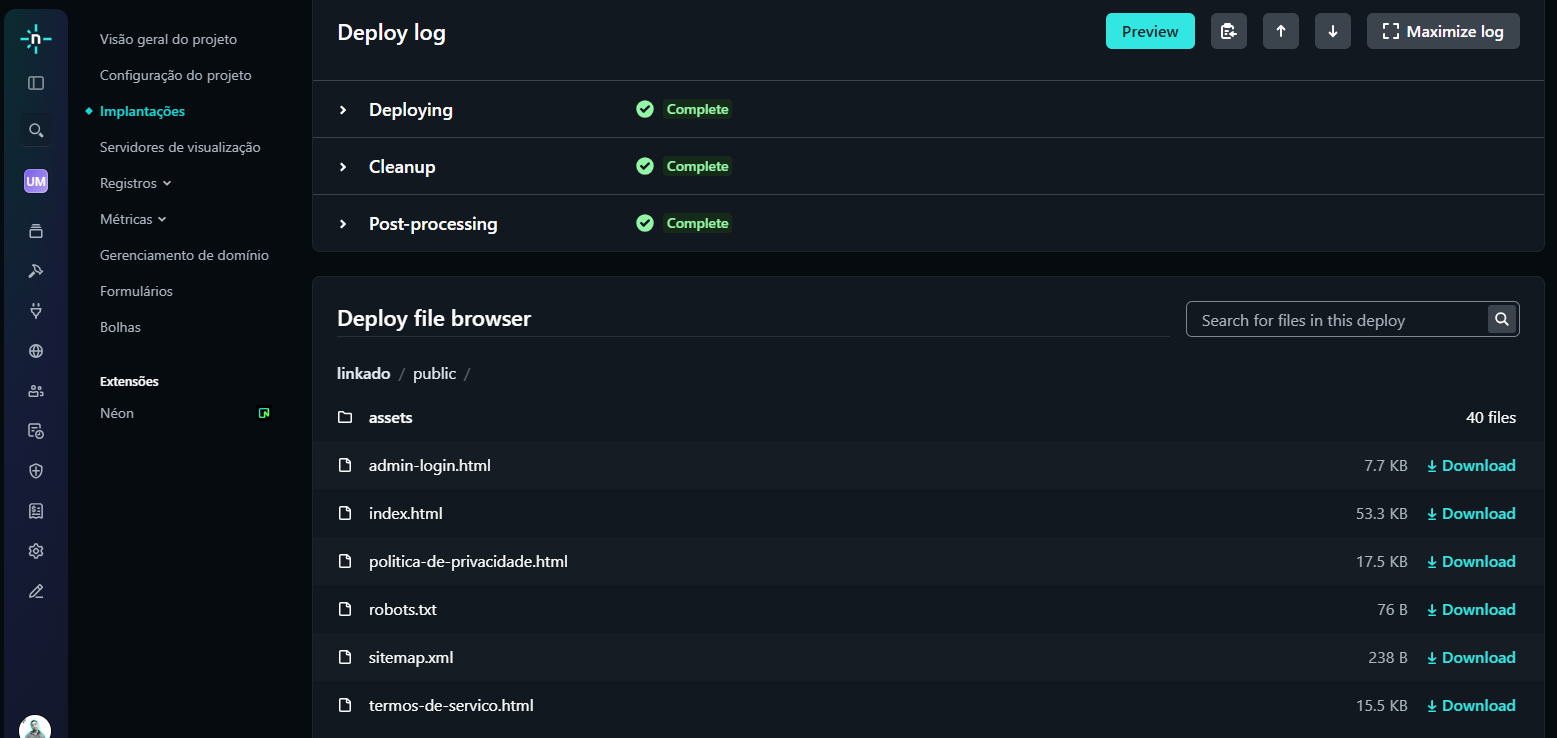 n
UM
Visão geral do projeto
Configuração do projeto
Implantações
Servidores de visualização
Registros
Métricas
Gerenciamento de domínio
Formulários
Bolhas
Extensões
Néon
Deploy log
Preview
Maximize log
Deploying Complete
Cleanup Complete
Post-processing Complete
Deploy file browser
Search for files in this deploy
linkado / public /
assets 40 files
admin-login.html 7.7 KB Download
index.html 53.3 KB Download
politica-de-privacidade.html 17.5 KB Download
robots.txt 76 B Download
sitemap.xml 238 B Download
termos-de-servico.html 15.5 KB Download